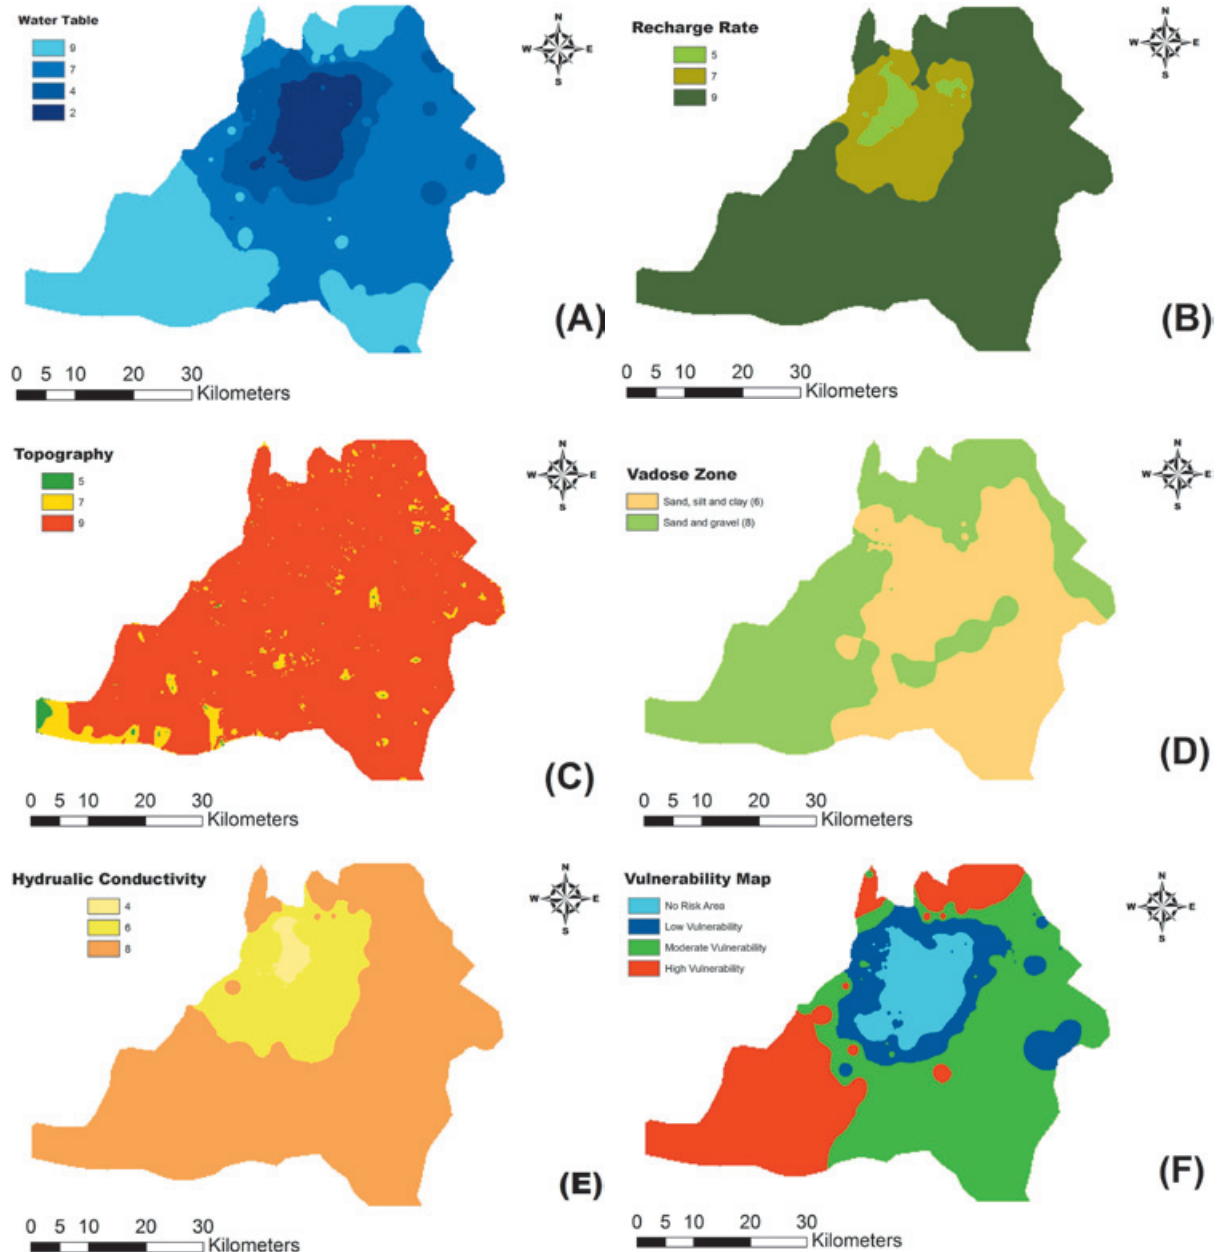 Water Table
9
7
4
2
N
W E
S
(A)
0 5 10 20 30
Kilometers
Recharge Rate
5
7
9
N
W E
S
(B)
0 5 10 20 30
Kilometers
Topography
5
7
9
N
W E
S
(C)
0 5 10 20 30
Kilometers
Vadose Zone
Sand, silt and clay (6)
Sand and gravel (8)
N
W E
S
(D)
0 5 10 20 30
Kilometers
Hydrualic Conductivity
4
6
8
N
W E
S
(E)
0 5 10 20 30
Kilometers
Vulnerability Map
No Risk Area
Low Vulnerability
Moderate Vulnerability
High Vulnerability
N
W E
S
(F)
0 5 10 20 30
Kilometers